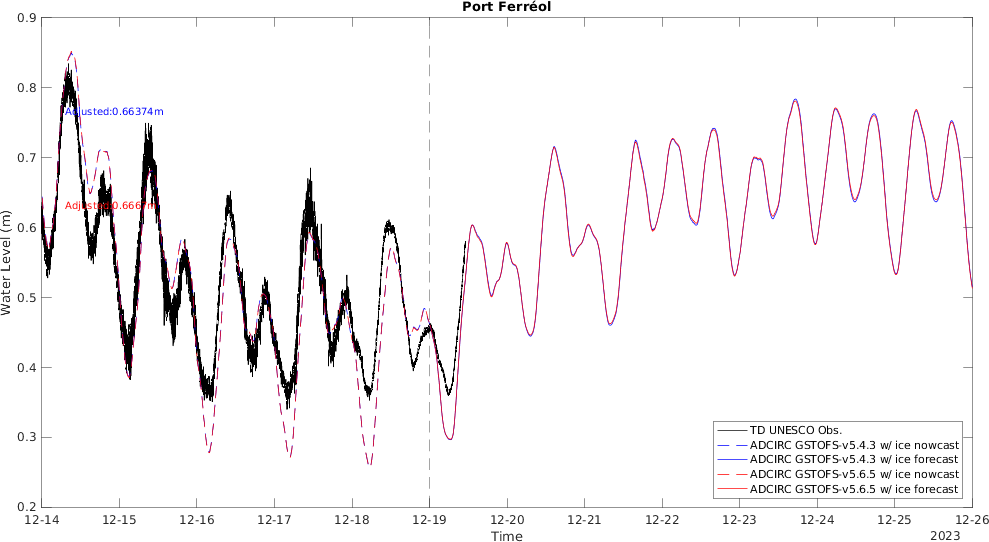 Port Ferréol
Water Level (m)
0.9
0.8
0.7
0.6
0.5
0.4
0.3
0.2
Adjusted:0.66374m
TD UNESCO Obs.
ADCIRC GSTOFS-v5.4.3 w/ ice nowcast
ADCIRC GSTOFS-v5.4.3 w/ ice forecast
ADCIRC GSTOFS-v5.6.5 w/ ice nowcast
ADCIRC GSTOFS-v5.6.5 w/ ice forecast
12-14 12-15 12-16 12-17 12-18 12-19 12-20 12-21 12-22 12-23 12-24 12-25 12-26
Time
2023